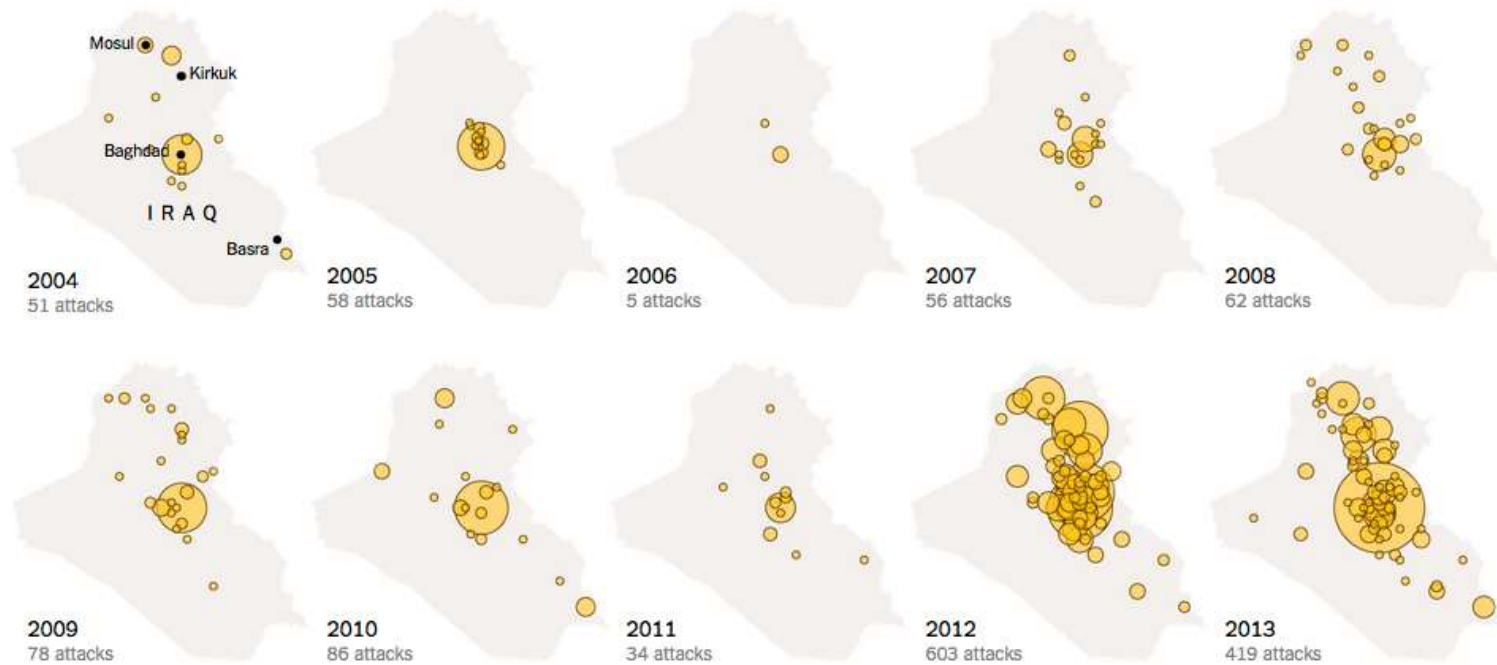 Mosul
Kirkuk
Baghdad
I R A Q
Basra
2004
51 attacks
2005
58 attacks
2006
5 attacks
2007
56 attacks
2008
62 attacks
2009
78 attacks
2010
86 attacks
2011
34 attacks
2012
603 attacks
2013
419 attacks